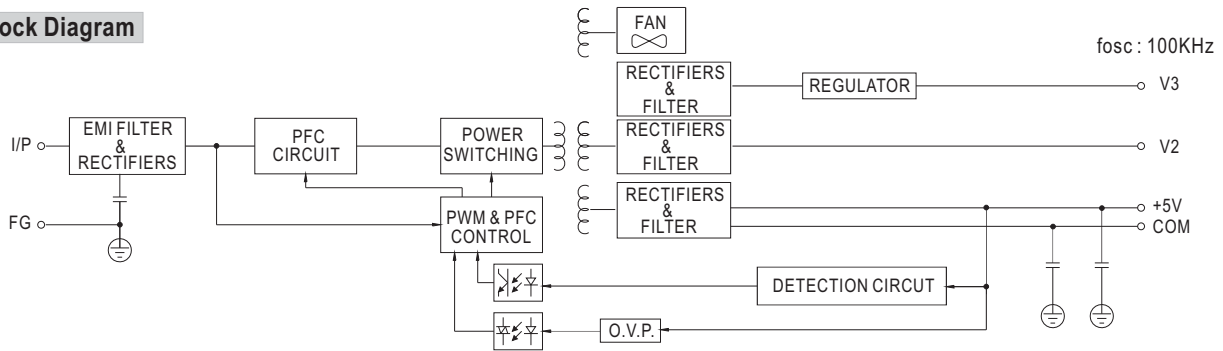 ock Diagram
FAN
fosc : 100KHz
RECTIFIERS
&
FILTER
REGULATOR
V3
I/P
EMI FILTER
&
RECTIFIERS
PFC
CIRCUIT
POWER
SWITCHING
RECTIFIERS
&
FILTER
V2
FG
PWM & PFC
CONTROL
RECTIFIERS
&
FILTER
+5V
COM
DETECTION CIRCUT
O.V.P.